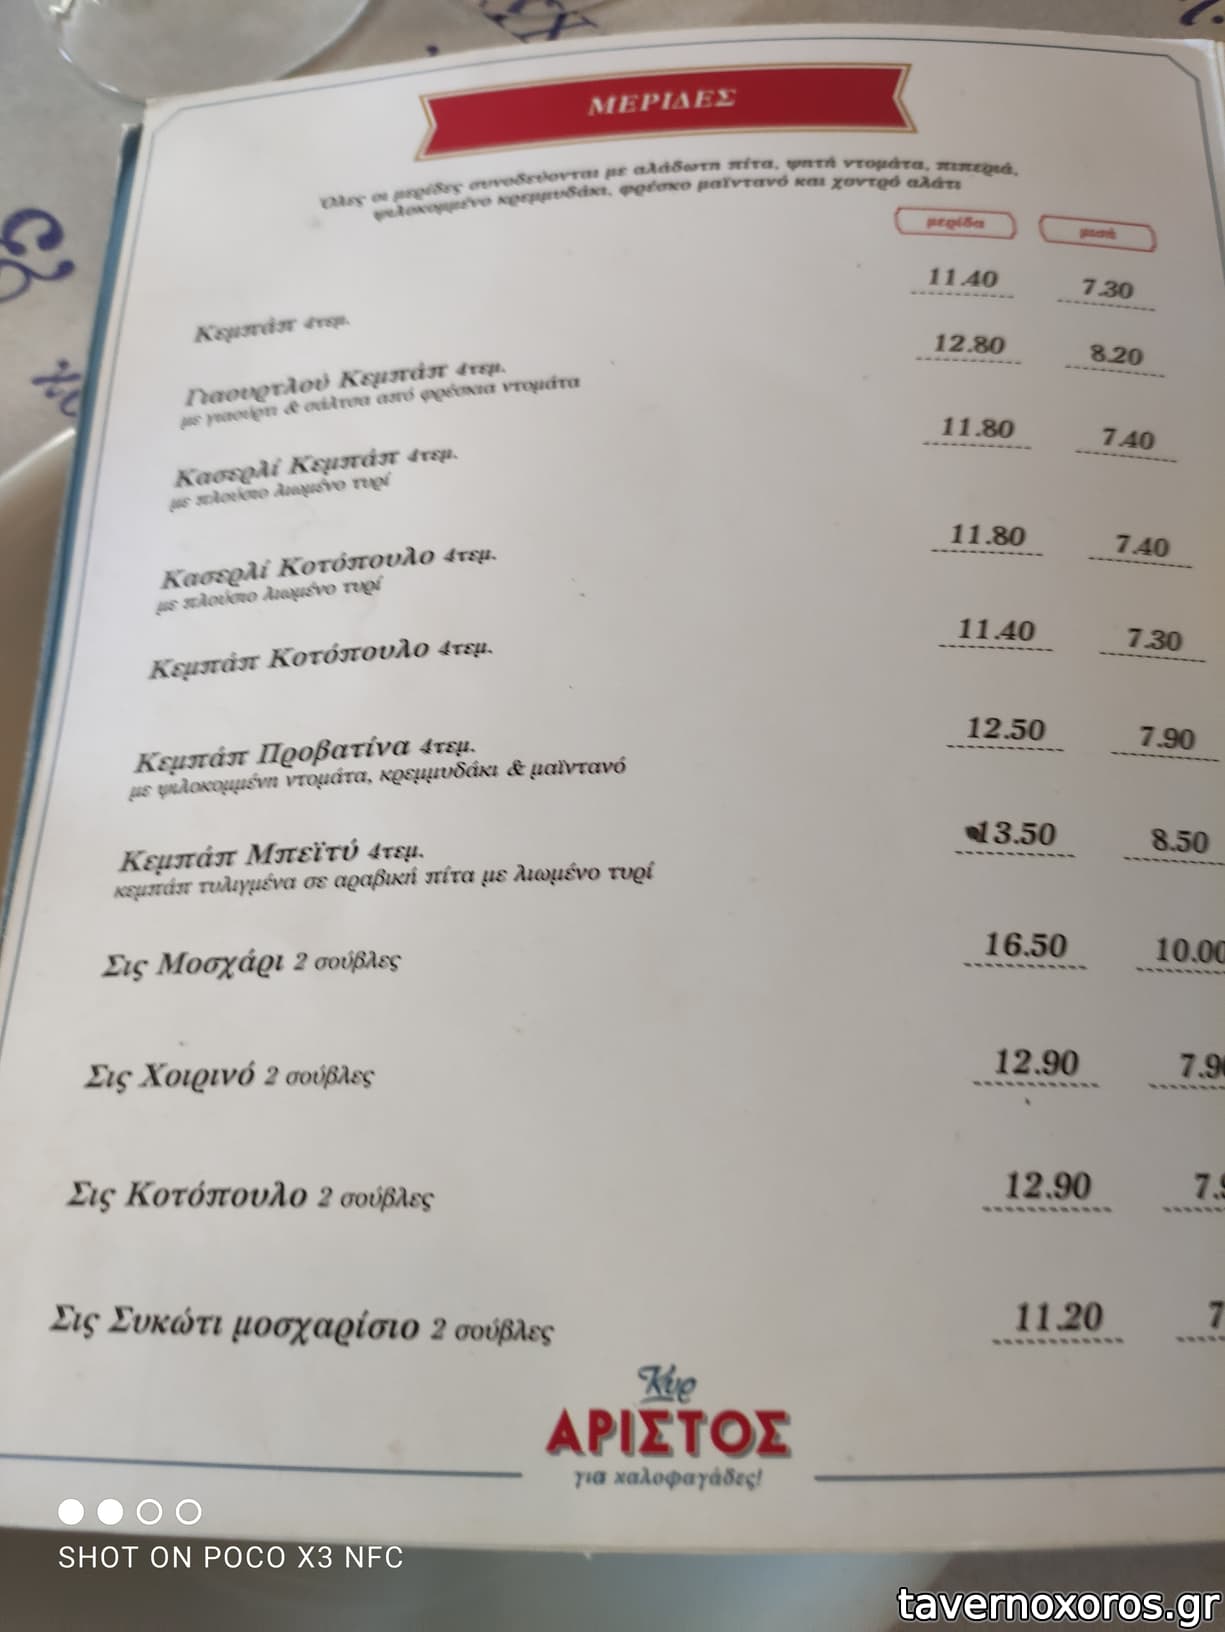 ΜΕΡΙΔΕΣ
Όλες οι μερίδες συνοδεύονται με αλάδωτη πίτα, ψητή ντομάτα, πιπεριά,
ψιλοκομμένο κρεμμυδάκι, φρέσκο μαϊντανό και χοντρό αλάτι
μερίδα μισή
Κεμπάπ 4τεμ. 11.40 7.30
Γιαουρτλού Κεμπάπ 4τεμ. 12.80 8.20
με γιαούρτι & σάλτσα από φρέσκια ντομάτα
Κασερλί Κεμπάπ 4τεμ. 11.80 7.40
με πλούσιο λιωμένο τυρί
Κασερλί Κοτόπουλο 4τεμ. 11.80 7.40
με πλούσιο λιωμένο τυρί
Κεμπάπ Κοτόπουλο 4τεμ. 11.40 7.30
Κεμπάπ Προβατίνα 4τεμ. 12.50 7.90
με ψιλοκομμένη ντομάτα, κρεμμυδάκι & μαϊντανό
Κεμπάπ Μπεϊτύ 4τεμ. 13.50 8.50
κεμπάπ τυλιγμένα σε αραβική πίτα με λιωμένο τυρί
Σις Μοσχάρι 2 σούβλες 16.50 10.00
Σις Χοιρινό 2 σούβλες 12.90 7.90
Σις Κοτόπουλο 2 σούβλες 12.90
Σις Συκώτι μοσχαρίσιο 2 σούβλες 11.20
Κυρ
ΑΡΙΣΤΟΣ
για χαλοφαγάδες!
SHOT ON POCO X3 NFC
tavernoxoros.gr